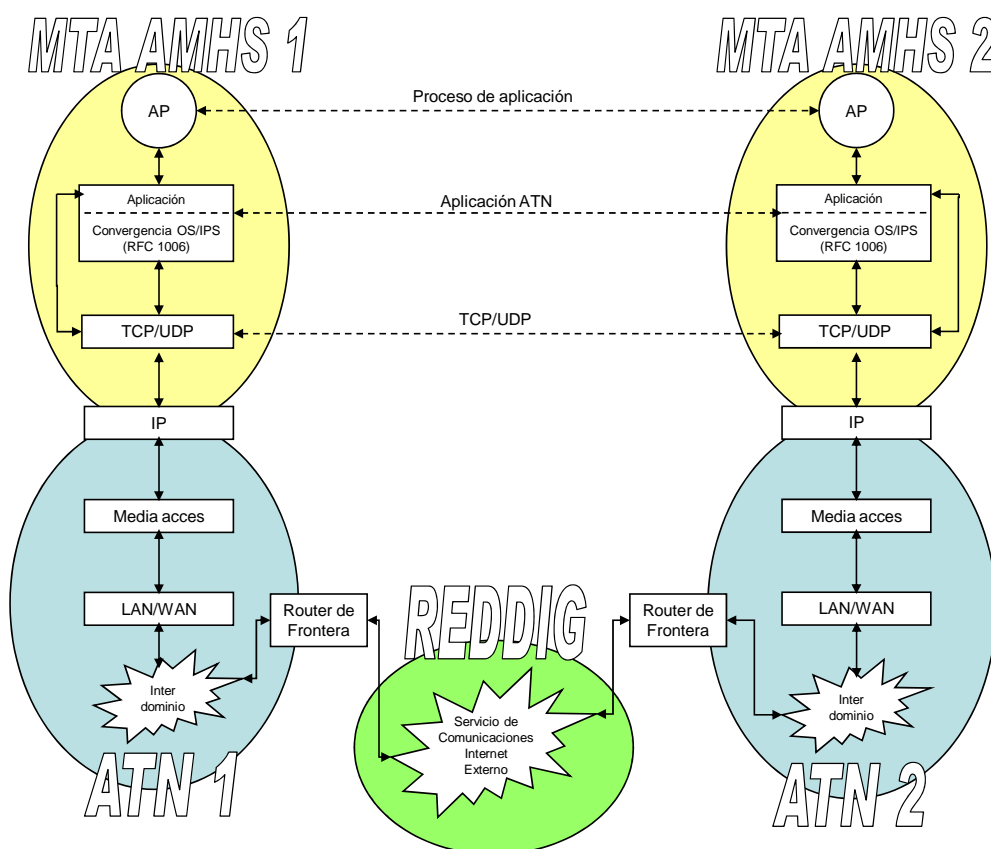 MTA AMHS 1
MTA AMHS 2
AP
Proceso de aplicación
AP
Aplicación
Convergencia OS/IPS
(RFC 1006)
Aplicación ATN
Aplicación
Convergencia OS/IPS
(RFC 1006)
TCP/UDP
TCP/UDP
TCP/UDP
IP
IP
Media acces
Media acces
LAN/WAN
Router de
Frontera
REDDIG
Router de
Frontera
LAN/WAN
Inter
dominio
Servicio de
Comunicaciones
Internet
Externo
Inter
dominio
ATN 1
ATN 2